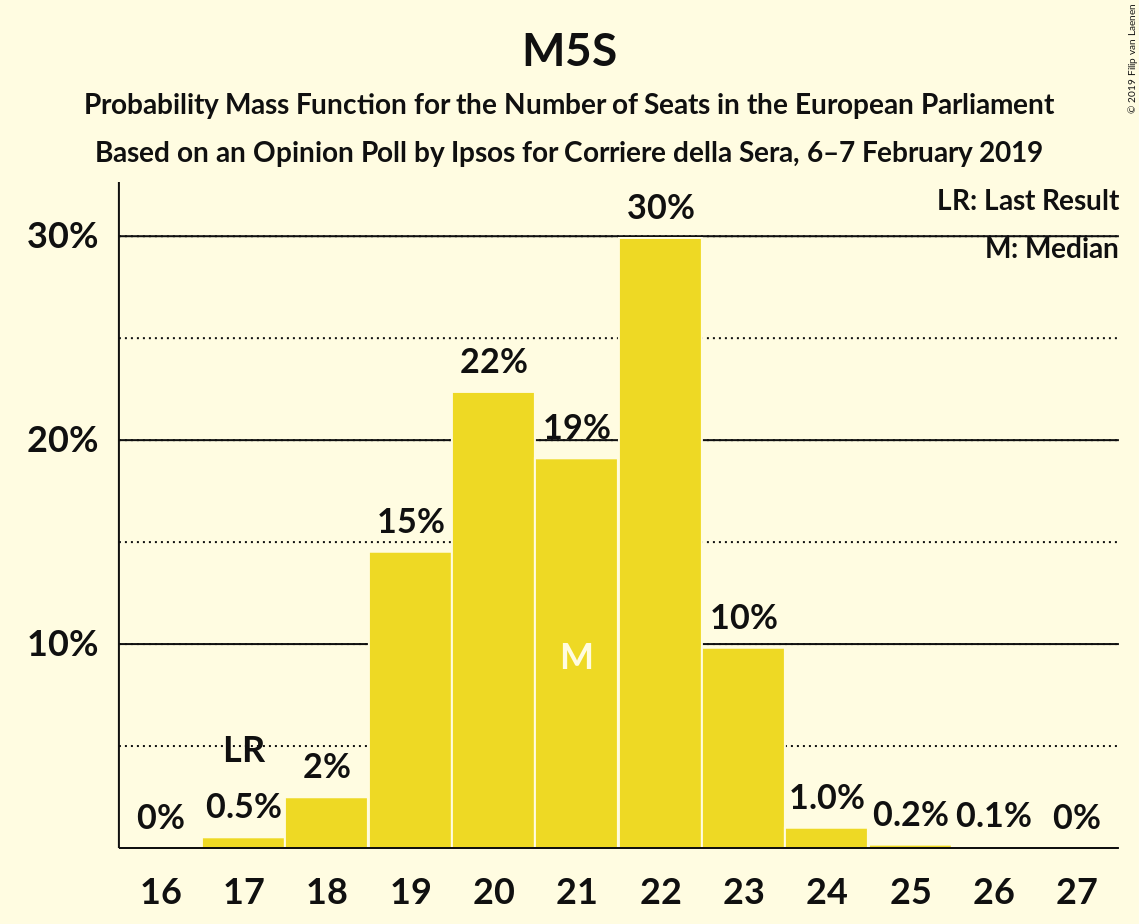 M5S
Probability Mass Function for the Number of Seats in the European Parliament
Based on an Opinion Poll by Ipsos for Corriere della Sera, 6–7 February 2019
© 2019 Filip van Laenen
LR: Last Result
M: Median
30%
20%
10%
0%
LR
0.5%
2%
15%
22%
19%
M
30%
10%
1.0%
0.2%
0.1%
0%
16 17 18 19 20 21 22 23 24 25 26 27